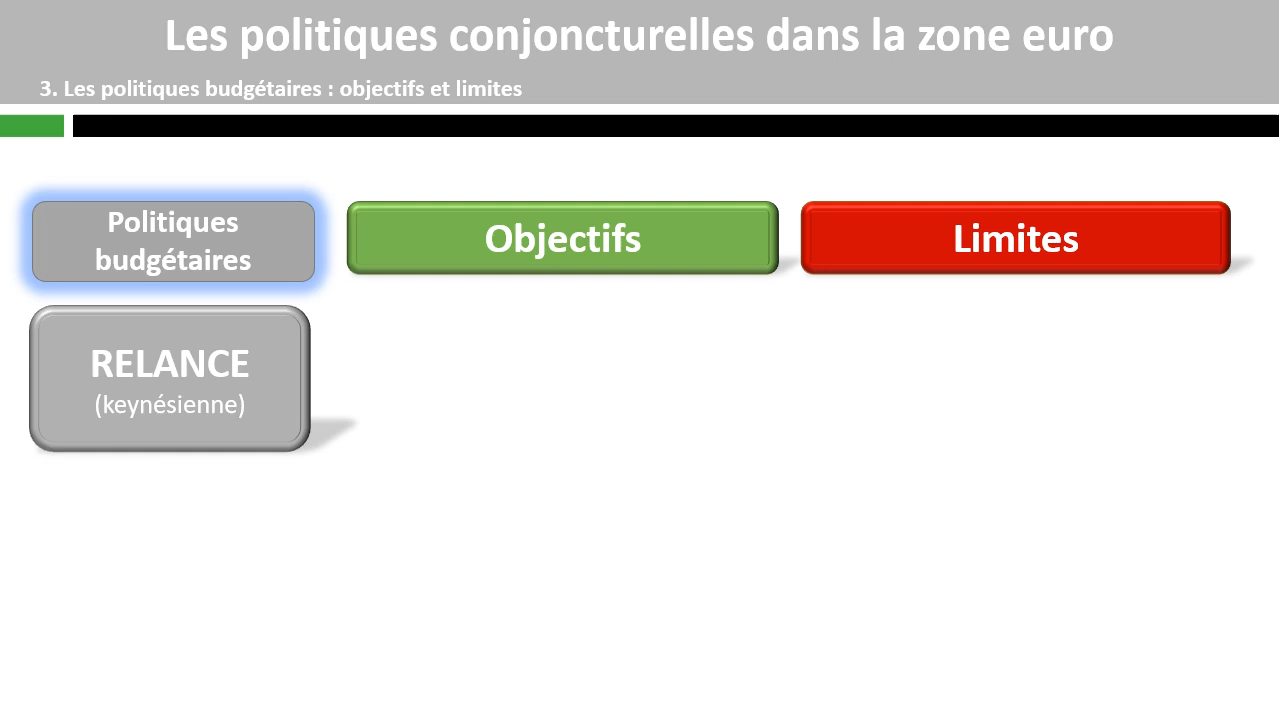 Les politiques conjoncturelles dans la zone euro
3. Les politiques budgétaires : objectifs et limites
Politiques
budgétaires
Objectifs
Limites
RELANCE
(keynésienne)